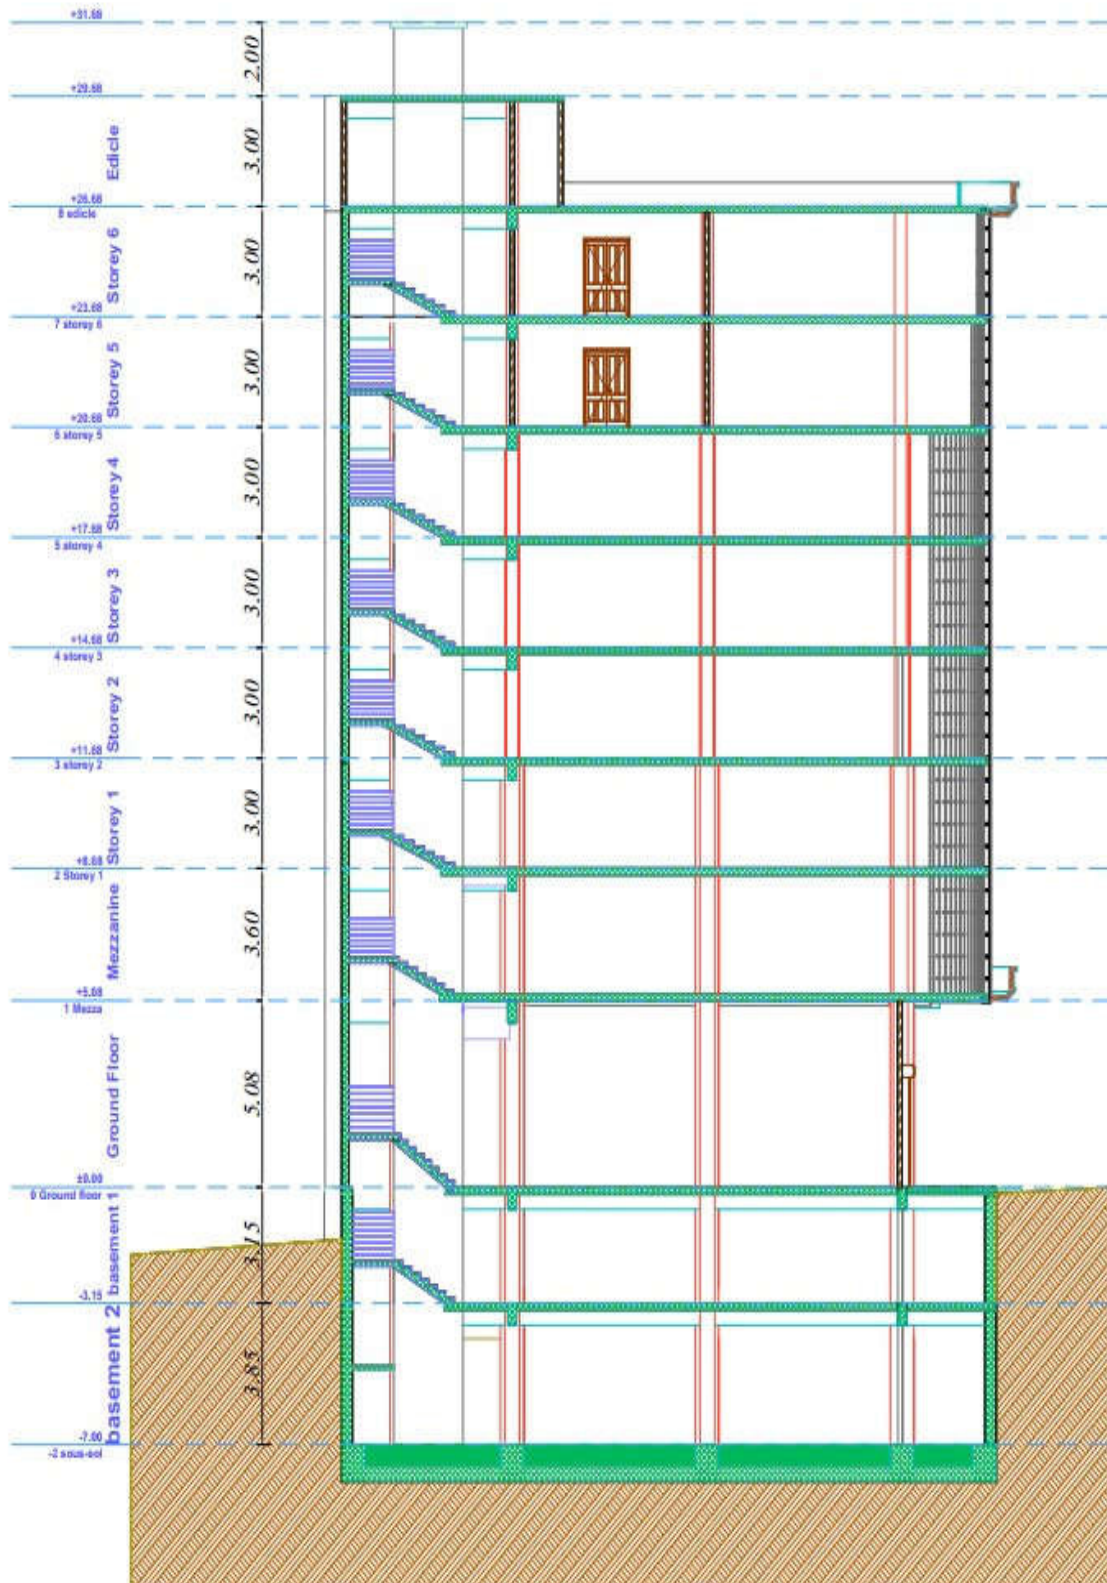 +31.68
2.00
+29.68
Edicle
3.00
+26.68
8 edicle
Storey 6
3.00
+23.68
7 storey 6
Storey 5
3.00
+20.68
6 storey 5
Storey 4
3.00
+17.68
5 storey 4
Storey 3
3.00
+14.68
4 storey 3
Storey 2
3.00
+11.68
3 storey 2
Storey 1
3.00
+8.68
2 Storey 1
Mezzanine
3.60
+5.08
1 Mezza
Ground Floor
5.08
±0.00
0 Ground floor
basement 1
3.15
-3.15
basement 2
3.85
-7.00
-2 sous-sol